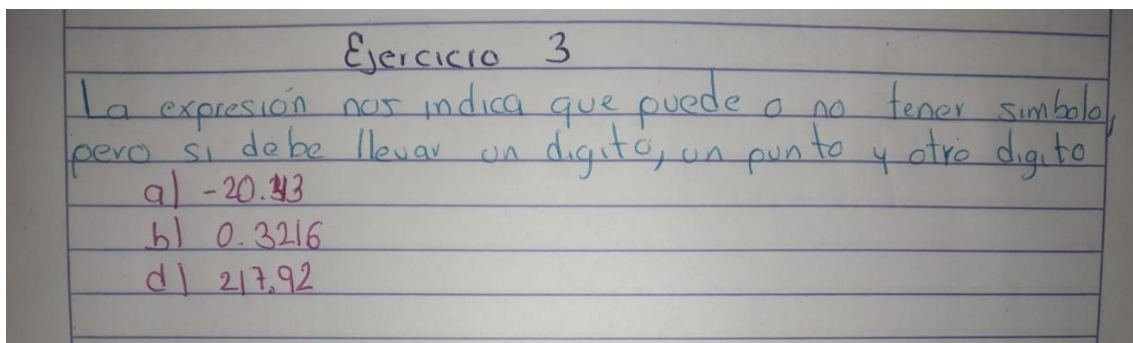 Ejercicio 3
La expresión nos indica que puede o no tener simbolo,
pero si debe llevar un digito, un punto y otro digito
a)
b) 0.3216
d) 217.92